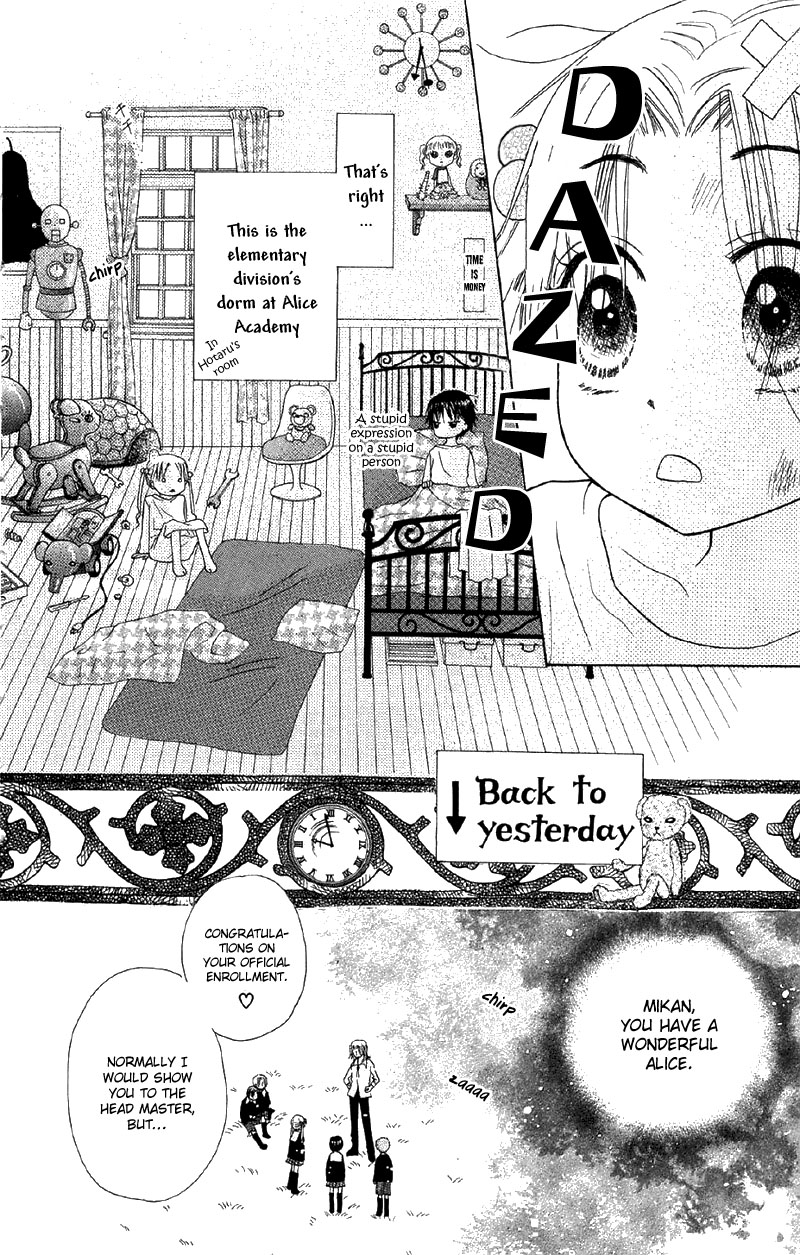 DAZED
That's
right
...
This is the
elementary
division's
dorm at Alice
Academy
In
Hotaru's
room
TIME
IS
MONEY
chirp
A stupid
expression
on a stupid
person
Back to
yesterday
MIKAN,
YOU HAVE A
WONDERFUL
ALICE.
chirp
zaaaa
CONGRATULA-
TIONS ON
YOUR OFFICIAL
ENROLLMENT.
♡
NORMALLY I
WOULD SHOW
YOU TO THE
HEAD MASTER,
BUT...